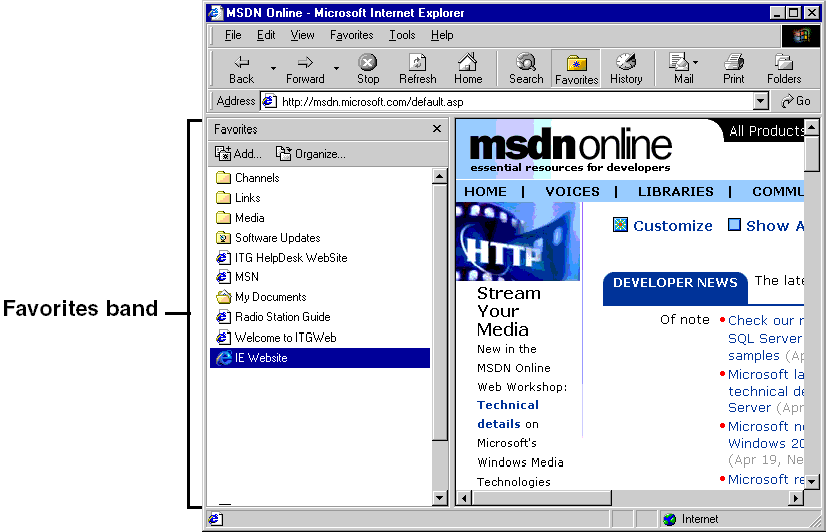 MSDN Online - Microsoft Internet Explorer
File Edit View Favorites Tools Help
Back Forward Stop Refresh Home Search Favorites History Mail Print Folders
Address http://msdn.microsoft.com/default.asp Go
Favorites
Add... Organize...
Channels
Links
Media
Software Updates
ITG HelpDesk WebSite
MSN
My Documents
Radio Station Guide
Welcome to ITGWeb
IE Website
Favorites band
All Products
msdn online
essential resources for developers
HOME | VOICES | LIBRARIES | COMMU
HTTP
Customize Show A
Stream
Your
Media
New in the
MSDN Online
Web Workshop:
Technical
details on
Microsoft's
Windows Media
Technologies
DEVELOPER NEWS The late
Of note
Check our n
SQL Server
samples (Ap
Microsoft la
technical de
Server (Apr
Microsoft ne
Windows 20
(Apr 19, Ne
Microsoft re
Internet